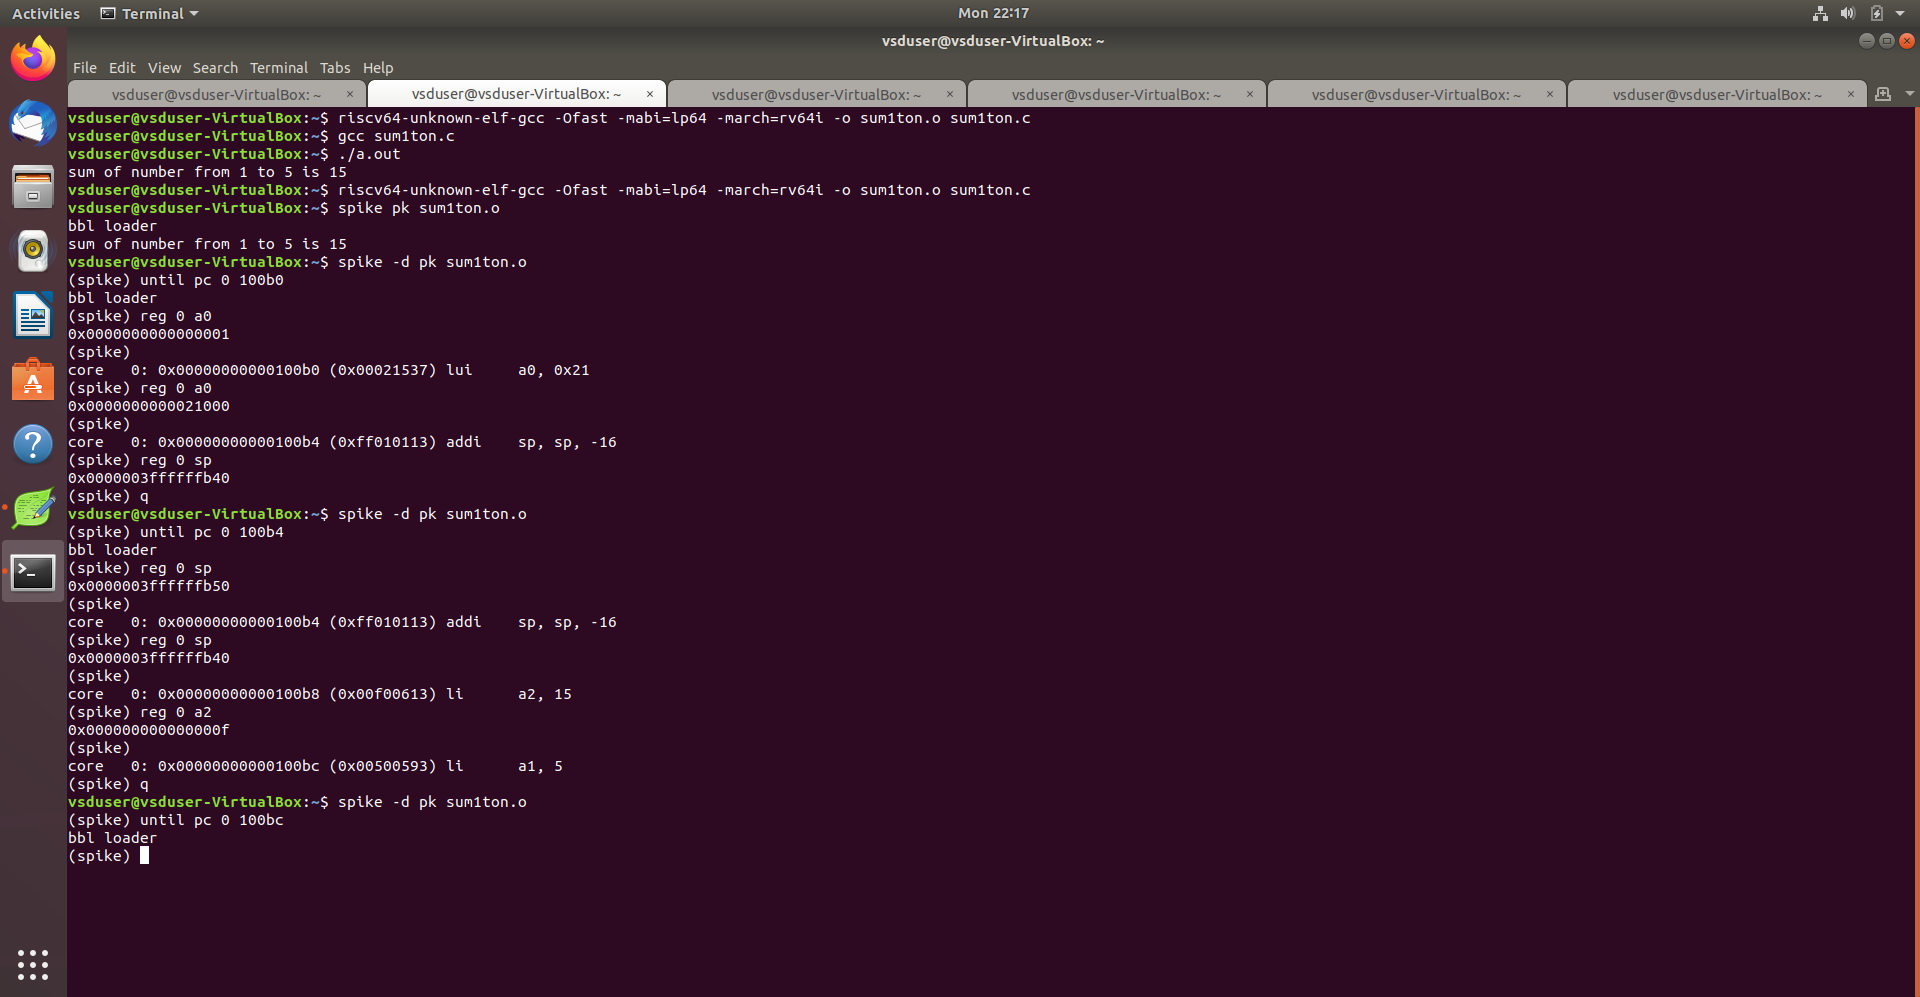 Activities Terminal Mon 22:17
vsduser@vsduser-VirtualBox: ~
File Edit View Search Terminal Tabs Help
vsduser@vsduser-VirtualBox: ~ × vsduser@vsduser-VirtualBox: ~ × vsduser@vsduser-VirtualBox: ~ × vsduser@vsduser-VirtualBox: ~ × vsduser@vsduser-VirtualBox: ~ × vsduser@vsduser-VirtualBox: ~ ×
vsduser@vsduser-VirtualBox:~$ riscv64-unknown-elf-gcc -Ofast -mabi=lp64 -march=rv64i -o sum1ton.o sum1ton.c
vsduser@vsduser-VirtualBox:~$ gcc sum1ton.c
vsduser@vsduser-VirtualBox:~$ ./a.out
sum of number from 1 to 5 is 15
vsduser@vsduser-VirtualBox:~$ riscv64-unknown-elf-gcc -Ofast -mabi=lp64 -march=rv64i -o sum1ton.o sum1ton.c
vsduser@vsduser-VirtualBox:~$ spike pk sum1ton.o
bbl loader
sum of number from 1 to 5 is 15
vsduser@vsduser-VirtualBox:~$ spike -d pk sum1ton.o
(spike) until pc 0 100b0
bbl loader
(spike) reg 0 a0
0x0000000000000001
(spike)
core   0: 0x00000000000100b0 (0x00021537) lui     a0, 0x21
(spike) reg 0 a0
0x0000000000021000
(spike)
core   0: 0x00000000000100b4 (0xff010113) addi    sp, sp, -16
(spike) reg 0 sp
0x0000003ffffffb40
(spike) q
vsduser@vsduser-VirtualBox:~$ spike -d pk sum1ton.o
(spike) until pc 0 100b4
bbl loader
(spike) reg 0 sp
0x0000003ffffffb50
(spike)
core   0: 0x00000000000100b4 (0xff010113) addi    sp, sp, -16
(spike) reg 0 sp
0x0000003ffffffb40
(spike)
core   0: 0x00000000000100b8 (0x00f00613) li      a2, 15
(spike) reg 0 a2
0x000000000000000f
(spike)
core   0: 0x00000000000100bc (0x00500593) li      a1, 5
(spike) q
vsduser@vsduser-VirtualBox:~$ spike -d pk sum1ton.o
(spike) until pc 0 100bc
bbl loader
(spike)